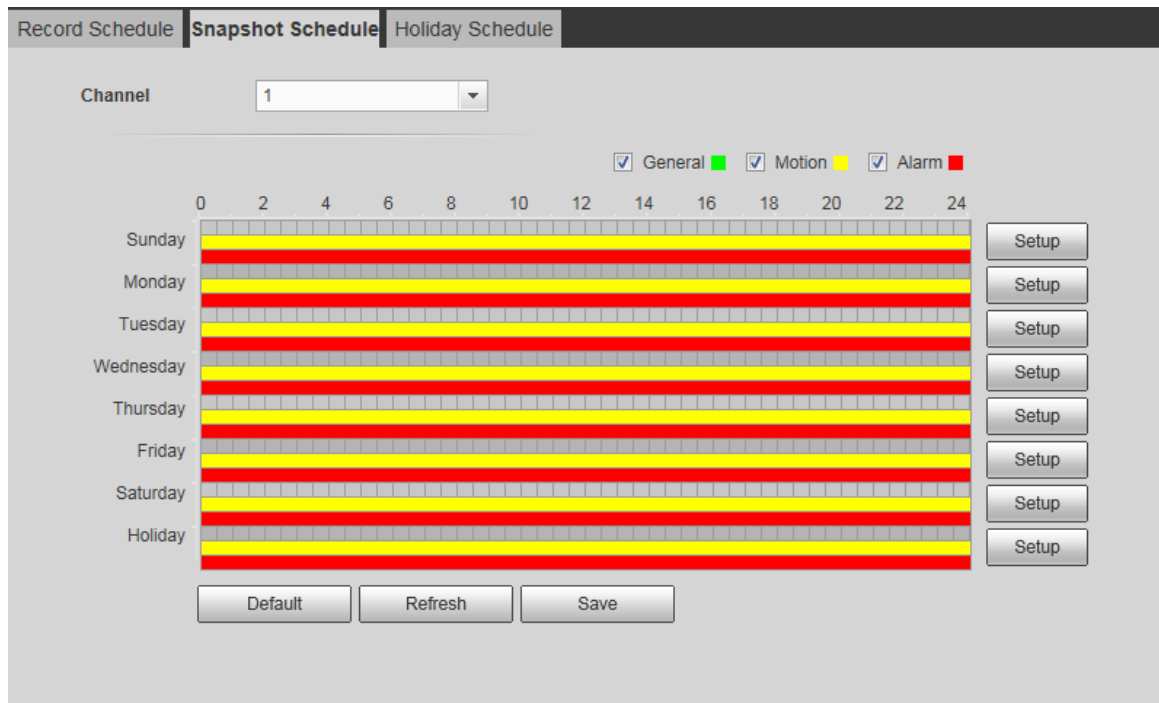 Record Schedule Snapshot Schedule Holiday Schedule
Channel 1
General Motion Alarm
0 2 4 6 8 10 12 14 16 18 20 22 24
Sunday Setup
Monday Setup
Tuesday Setup
Wednesday Setup
Thursday Setup
Friday Setup
Saturday Setup
Holiday Setup
Default Refresh Save